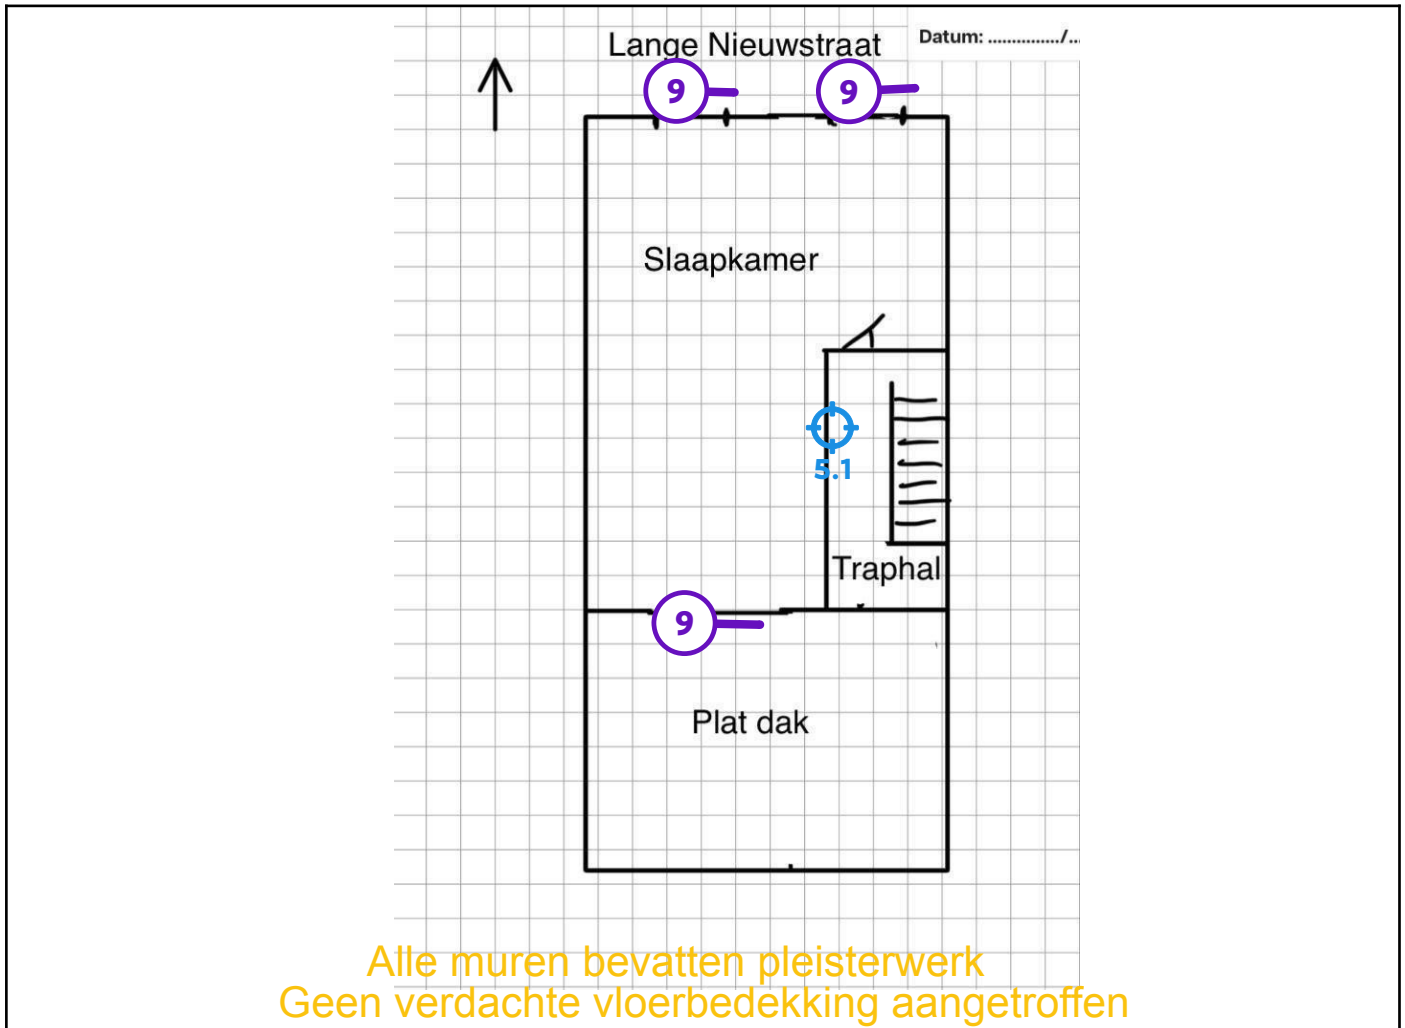 Lange Nieuwstraat
Datum: .............../..
9
9
Slaapkamer
5.1
Traphal
9
Plat dak
Alle muren bevatten pleisterwerk
Geen verdachte vloerbedekking aangetroffen